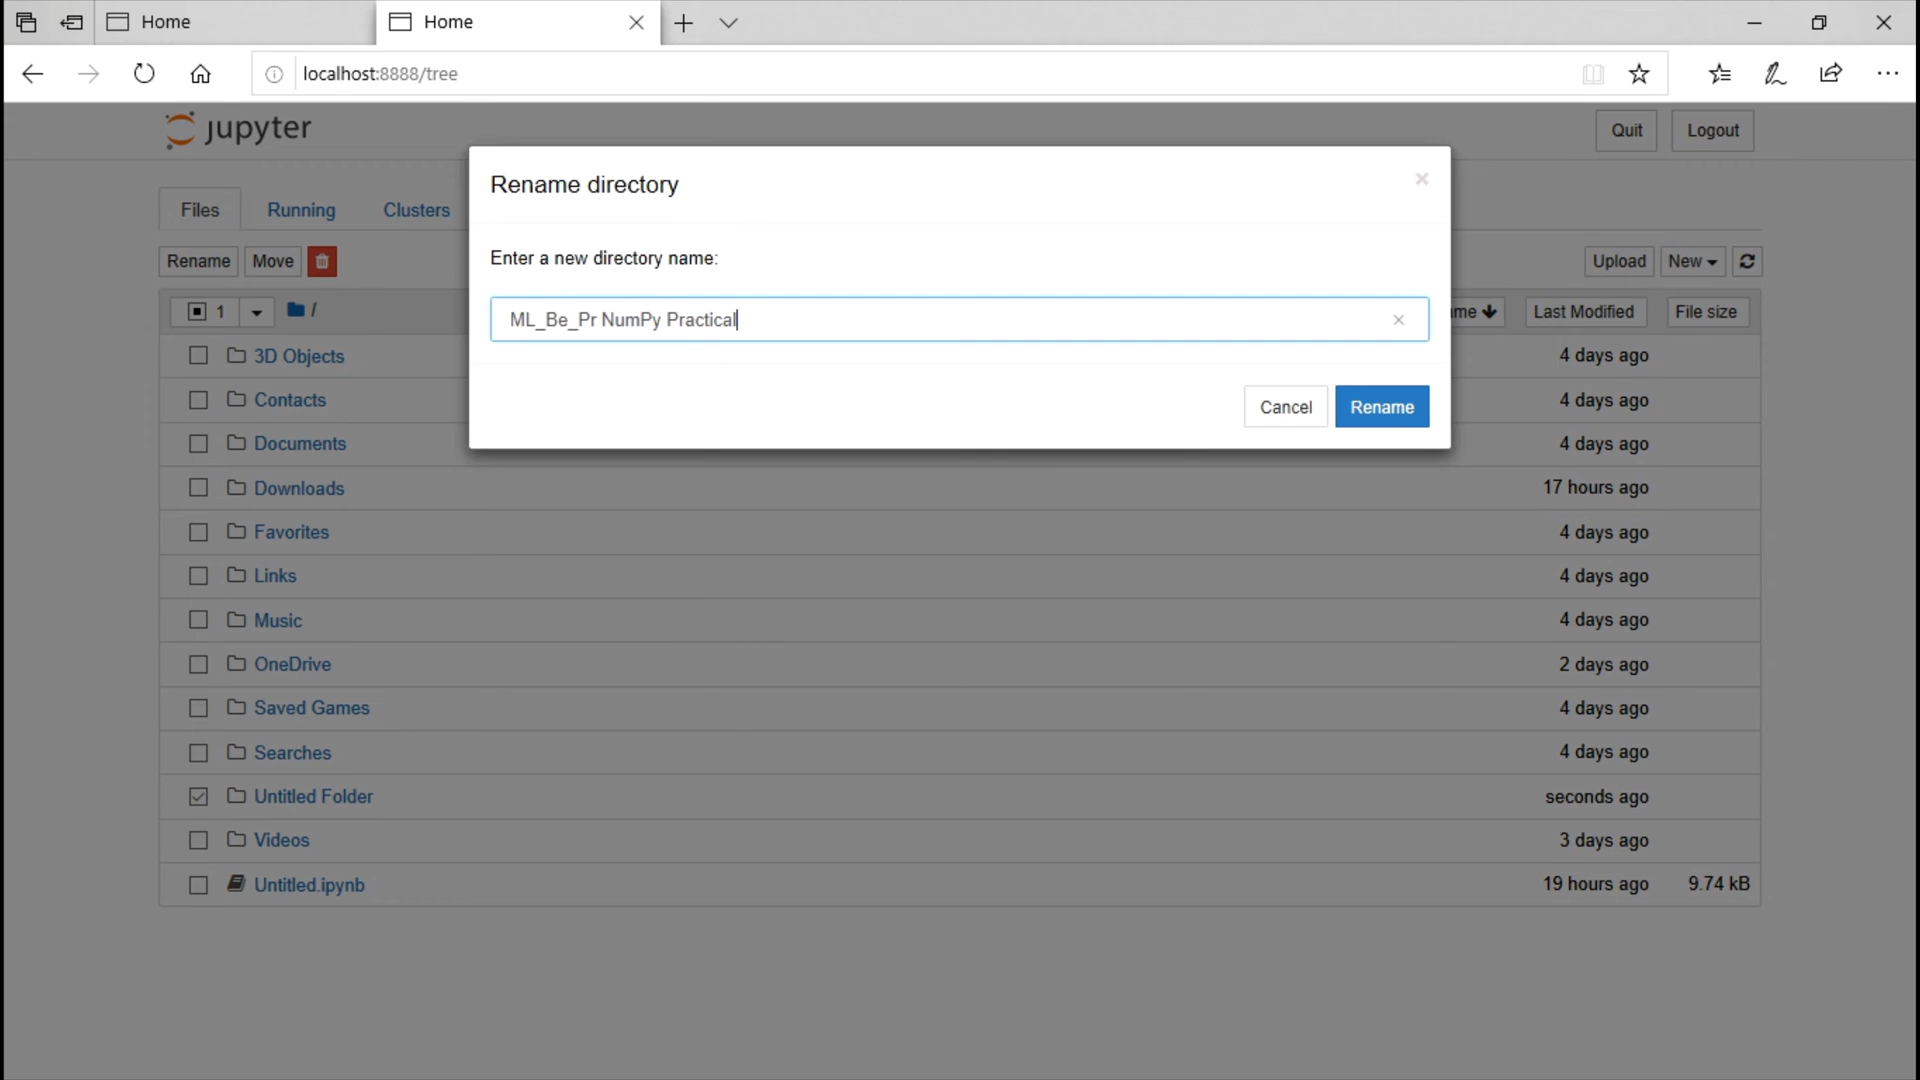 Home
Home
localhost:8888/tree
jupyter
Quit
Logout
Rename directory
Files
Running
Clusters
Enter a new directory name:
Rename
Move
Upload
New
ML_Be_Pr NumPy Practical
1
/
Last Modified
File size
3D Objects
4 days ago
Contacts
4 days ago
Cancel
Rename
Documents
4 days ago
Downloads
17 hours ago
Favorites
4 days ago
Links
4 days ago
Music
4 days ago
OneDrive
2 days ago
Saved Games
4 days ago
Searches
4 days ago
Untitled Folder
seconds ago
Videos
3 days ago
Untitled.ipynb
19 hours ago
9.74 kB